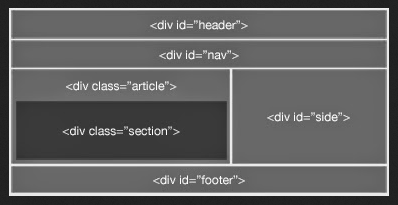 <div id=”header”>
<div id=”nav”>
<div class=”article”>
<div class=”section”>
<div id=”side”>
<div id=”footer”>